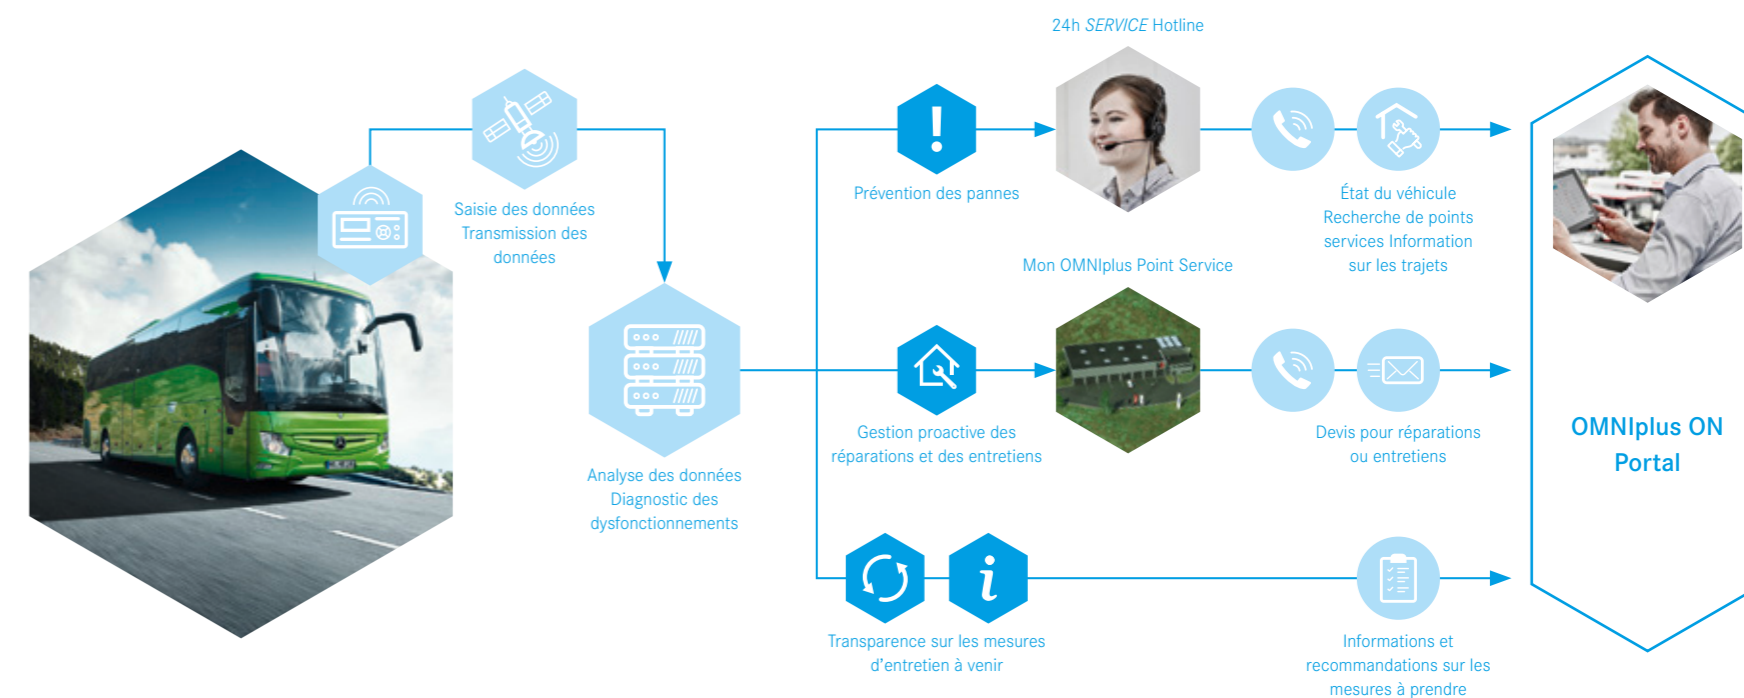 24h SERVICE Hotline
Saisie des données
Transmission des
données
Prévention des pannes
État du véhicule
Recherche de points
services Information
sur les trajets
Mon OMNIplus Point Service
Analyse des données
Diagnostic des
dysfonctionnements
Gestion proactive des
réparations et des entretiens
Devis pour réparations
ou entretiens
OMNIplus ON
Portal
Transparence sur les mesures
d'entretien à venir
Informations et
recommandations sur les
mesures à prendre